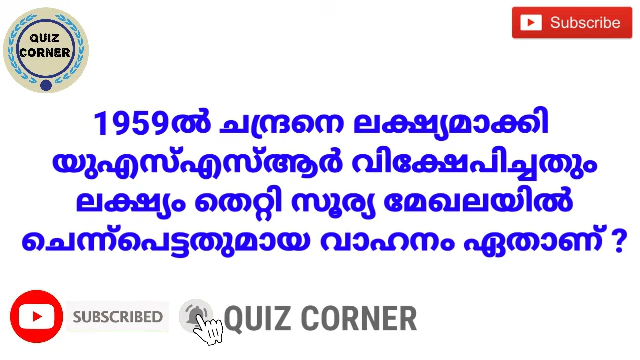 QUIZ
CORNER
Subscribe
1959ൽ ചന്ദ്രനെ ലക്ഷ്യമാക്കി
യുഎസ്എസ്ആർ വിക്ഷേപിച്ചതും
ലക്ഷ്യം തെറ്റി സൂര്യ മേഖലയിൽ
ചെന്ന്പെട്ടതുമായ വാഹനം ഏതാണ് ?
SUBSCRIBED
QUIZ CORNER